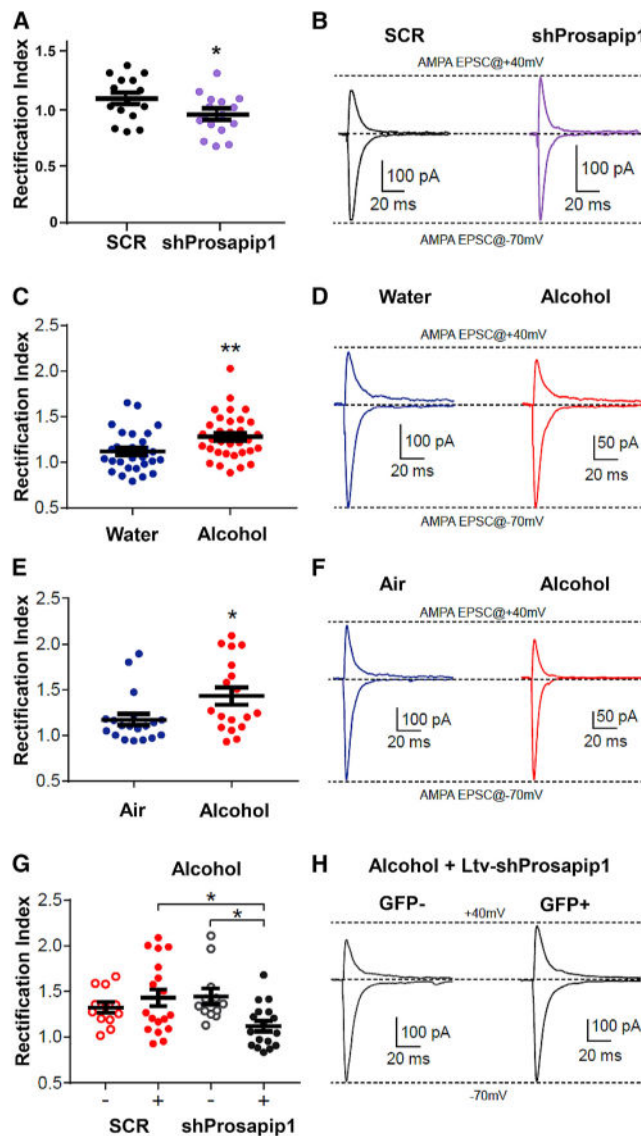 A
Rectification Index
1.5
*
1.0
0.5
0
SCR shProsapip1
B
SCR shProsapip1
AMPA EPSC@+40mV
100 pA
20 ms
100 pA
20 ms
AMPA EPSC@-70mV
C
Rectification Index
2.5
**
2.0
1.5
1.0
0.5
Water Alcohol
D
Water Alcohol
AMPA EPSC@+40mV
100 pA
20 ms
50 pA
20 ms
AMPA EPSC@-70mV
E
Rectification Index
2.5
*
2.0
1.5
1.0
0.5
Air Alcohol
F
Air Alcohol
AMPA EPSC@+40mV
100 pA
20 ms
50 pA
20 ms
AMPA EPSC@-70mV
G
Alcohol
Rectification Index
2.5
*
*
2.0
1.5
1.0
0.5
- + - +
SCR shProsapip1
H
Alcohol + Ltv-shProsapip1
GFP- GFP+
+40mV
100 pA
20 ms
100 pA
20 ms
-70mV